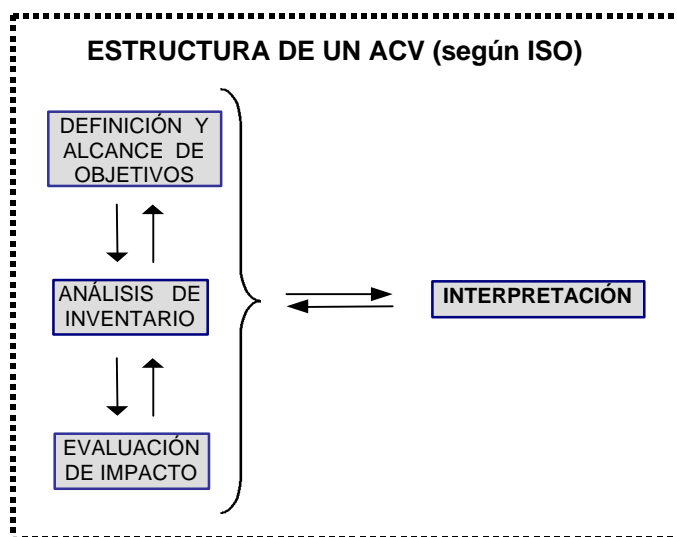 ESTRUCTURA DE UN ACV (según ISO)
DEFINICIÓN Y
ALCANCE DE
OBJETIVOS
ANÁLISIS DE
INVENTARIO
INTERPRETACIÓN
EVALUACIÓN
DE IMPACTO